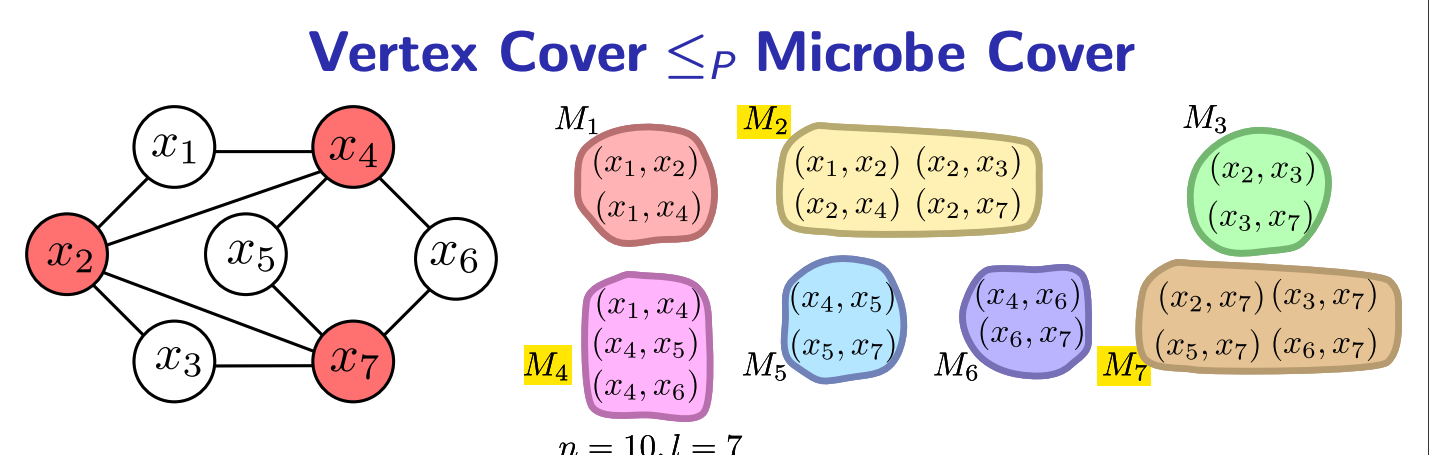 Vertex Cover ≤_P Microbe Cover
x_1
x_4
x_2
x_5
x_6
x_3
x_7
M_1
(x_1, x_2)
(x_1, x_4)
M_2
(x_1, x_2) (x_2, x_3)
(x_2, x_4) (x_2, x_7)
M_3
(x_2, x_3)
(x_3, x_7)
M_4
(x_1, x_4)
(x_4, x_5)
(x_4, x_6)
M_5
(x_4, x_5)
(x_5, x_7)
M_6
(x_4, x_6)
(x_6, x_7)
M_7
(x_2, x_7) (x_3, x_7)
(x_5, x_7) (x_6, x_7)
n = 10, l = 7